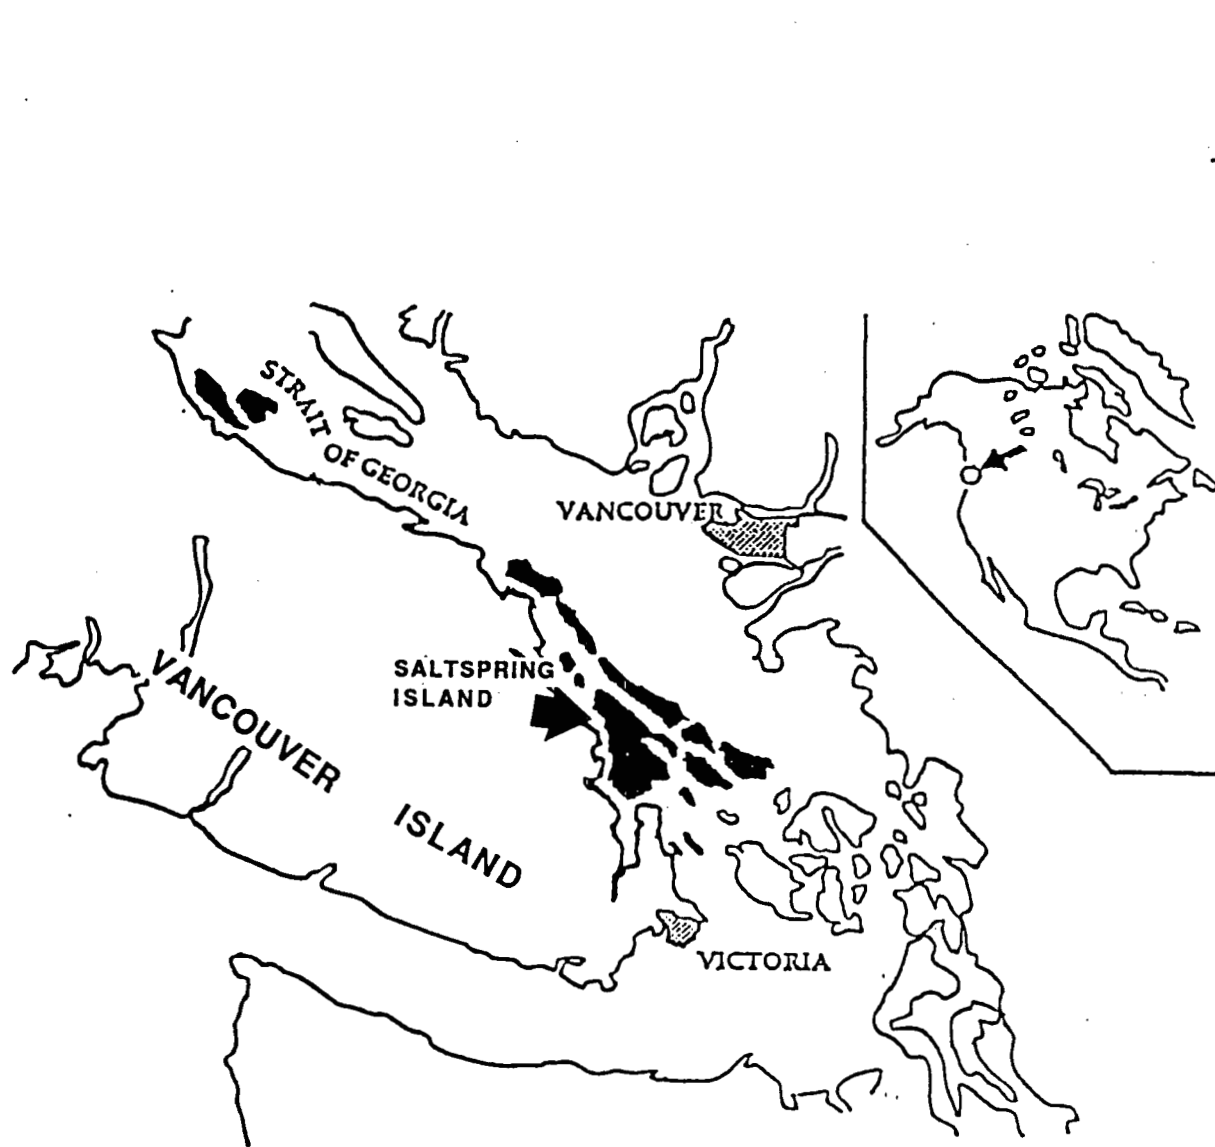 STRAIT
OF GEORGIA
VANCOUVER
SALTSPRING
ISLAND
VANCOUVER
ISLAND
VICTORIA